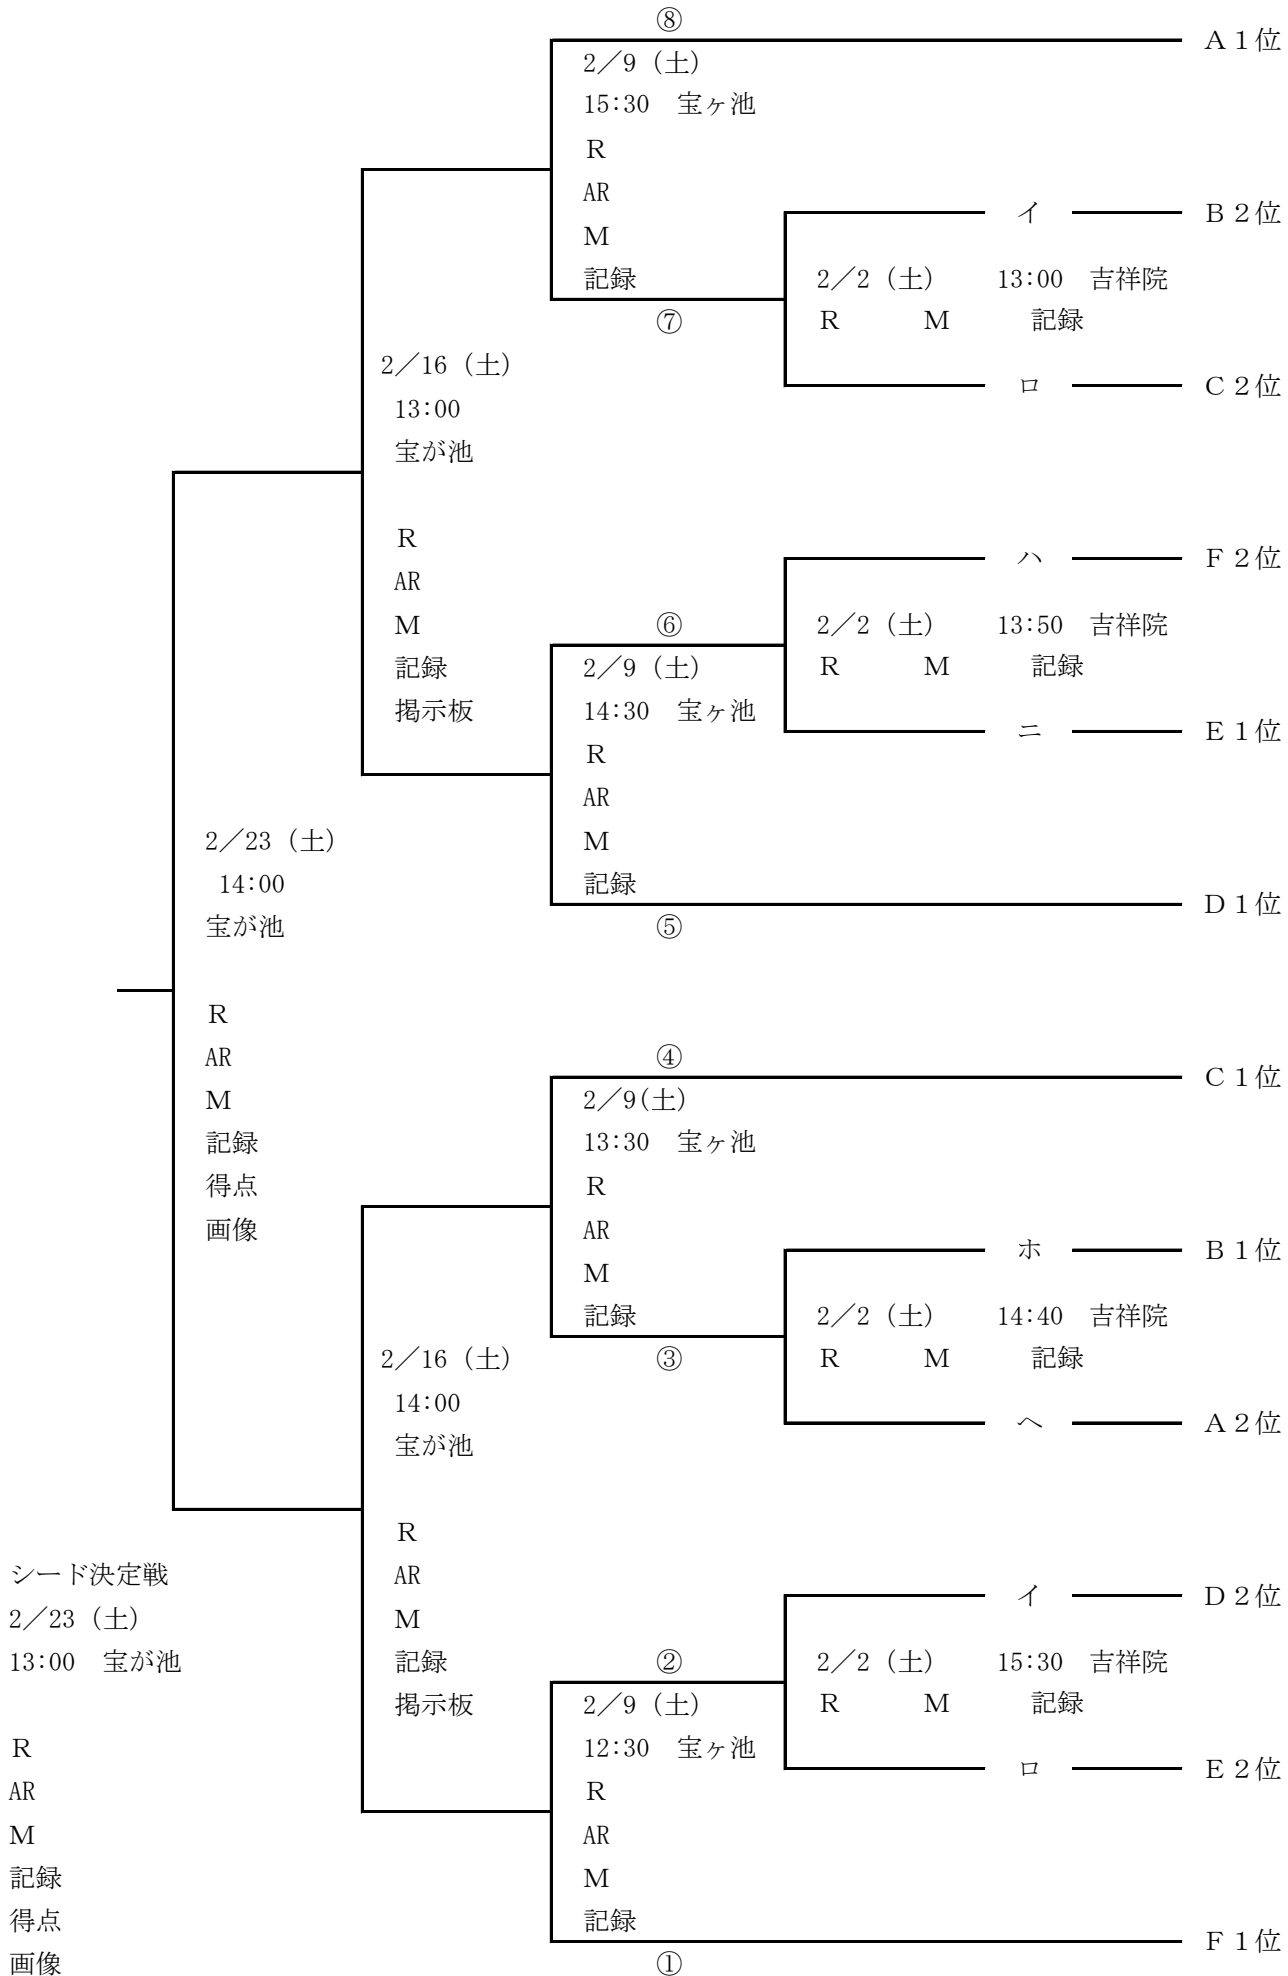 ⑧
Ａ１位
2／9（土）
15:30　宝ヶ池
Ｒ
AR
Ｍ
記録
⑦
イ　Ｂ２位
2／2（土）　13:00　吉祥院
Ｒ　Ｍ　記録
ロ　Ｃ２位
2／16（土）
13:00
宝が池
Ｒ
AR
Ｍ
記録
掲示板
ハ　Ｆ２位
2／2（土）　13:50　吉祥院
Ｒ　Ｍ　記録
ニ　Ｅ１位
⑥
2／9（土）
14:30　宝ヶ池
Ｒ
AR
Ｍ
記録
⑤
Ｄ１位
2／23（土）
14:00
宝が池
Ｒ
AR
Ｍ
記録
得点
画像
④
Ｃ１位
2／9(土)
13:30　宝ヶ池
Ｒ
AR
Ｍ
記録
③
ホ　Ｂ１位
2／2（土）　14:40　吉祥院
Ｒ　Ｍ　記録
ヘ　Ａ２位
2／16（土）
14:00
宝が池
Ｒ
AR
Ｍ
記録
掲示板
イ　Ｄ２位
2／2（土）　15:30　吉祥院
Ｒ　Ｍ　記録
ロ　Ｅ２位
②
2／9（土）
12:30　宝ヶ池
Ｒ
AR
Ｍ
記録
①
Ｆ１位
シード決定戦
2／23（土）
13:00　宝が池
Ｒ
AR
Ｍ
記録
得点
画像